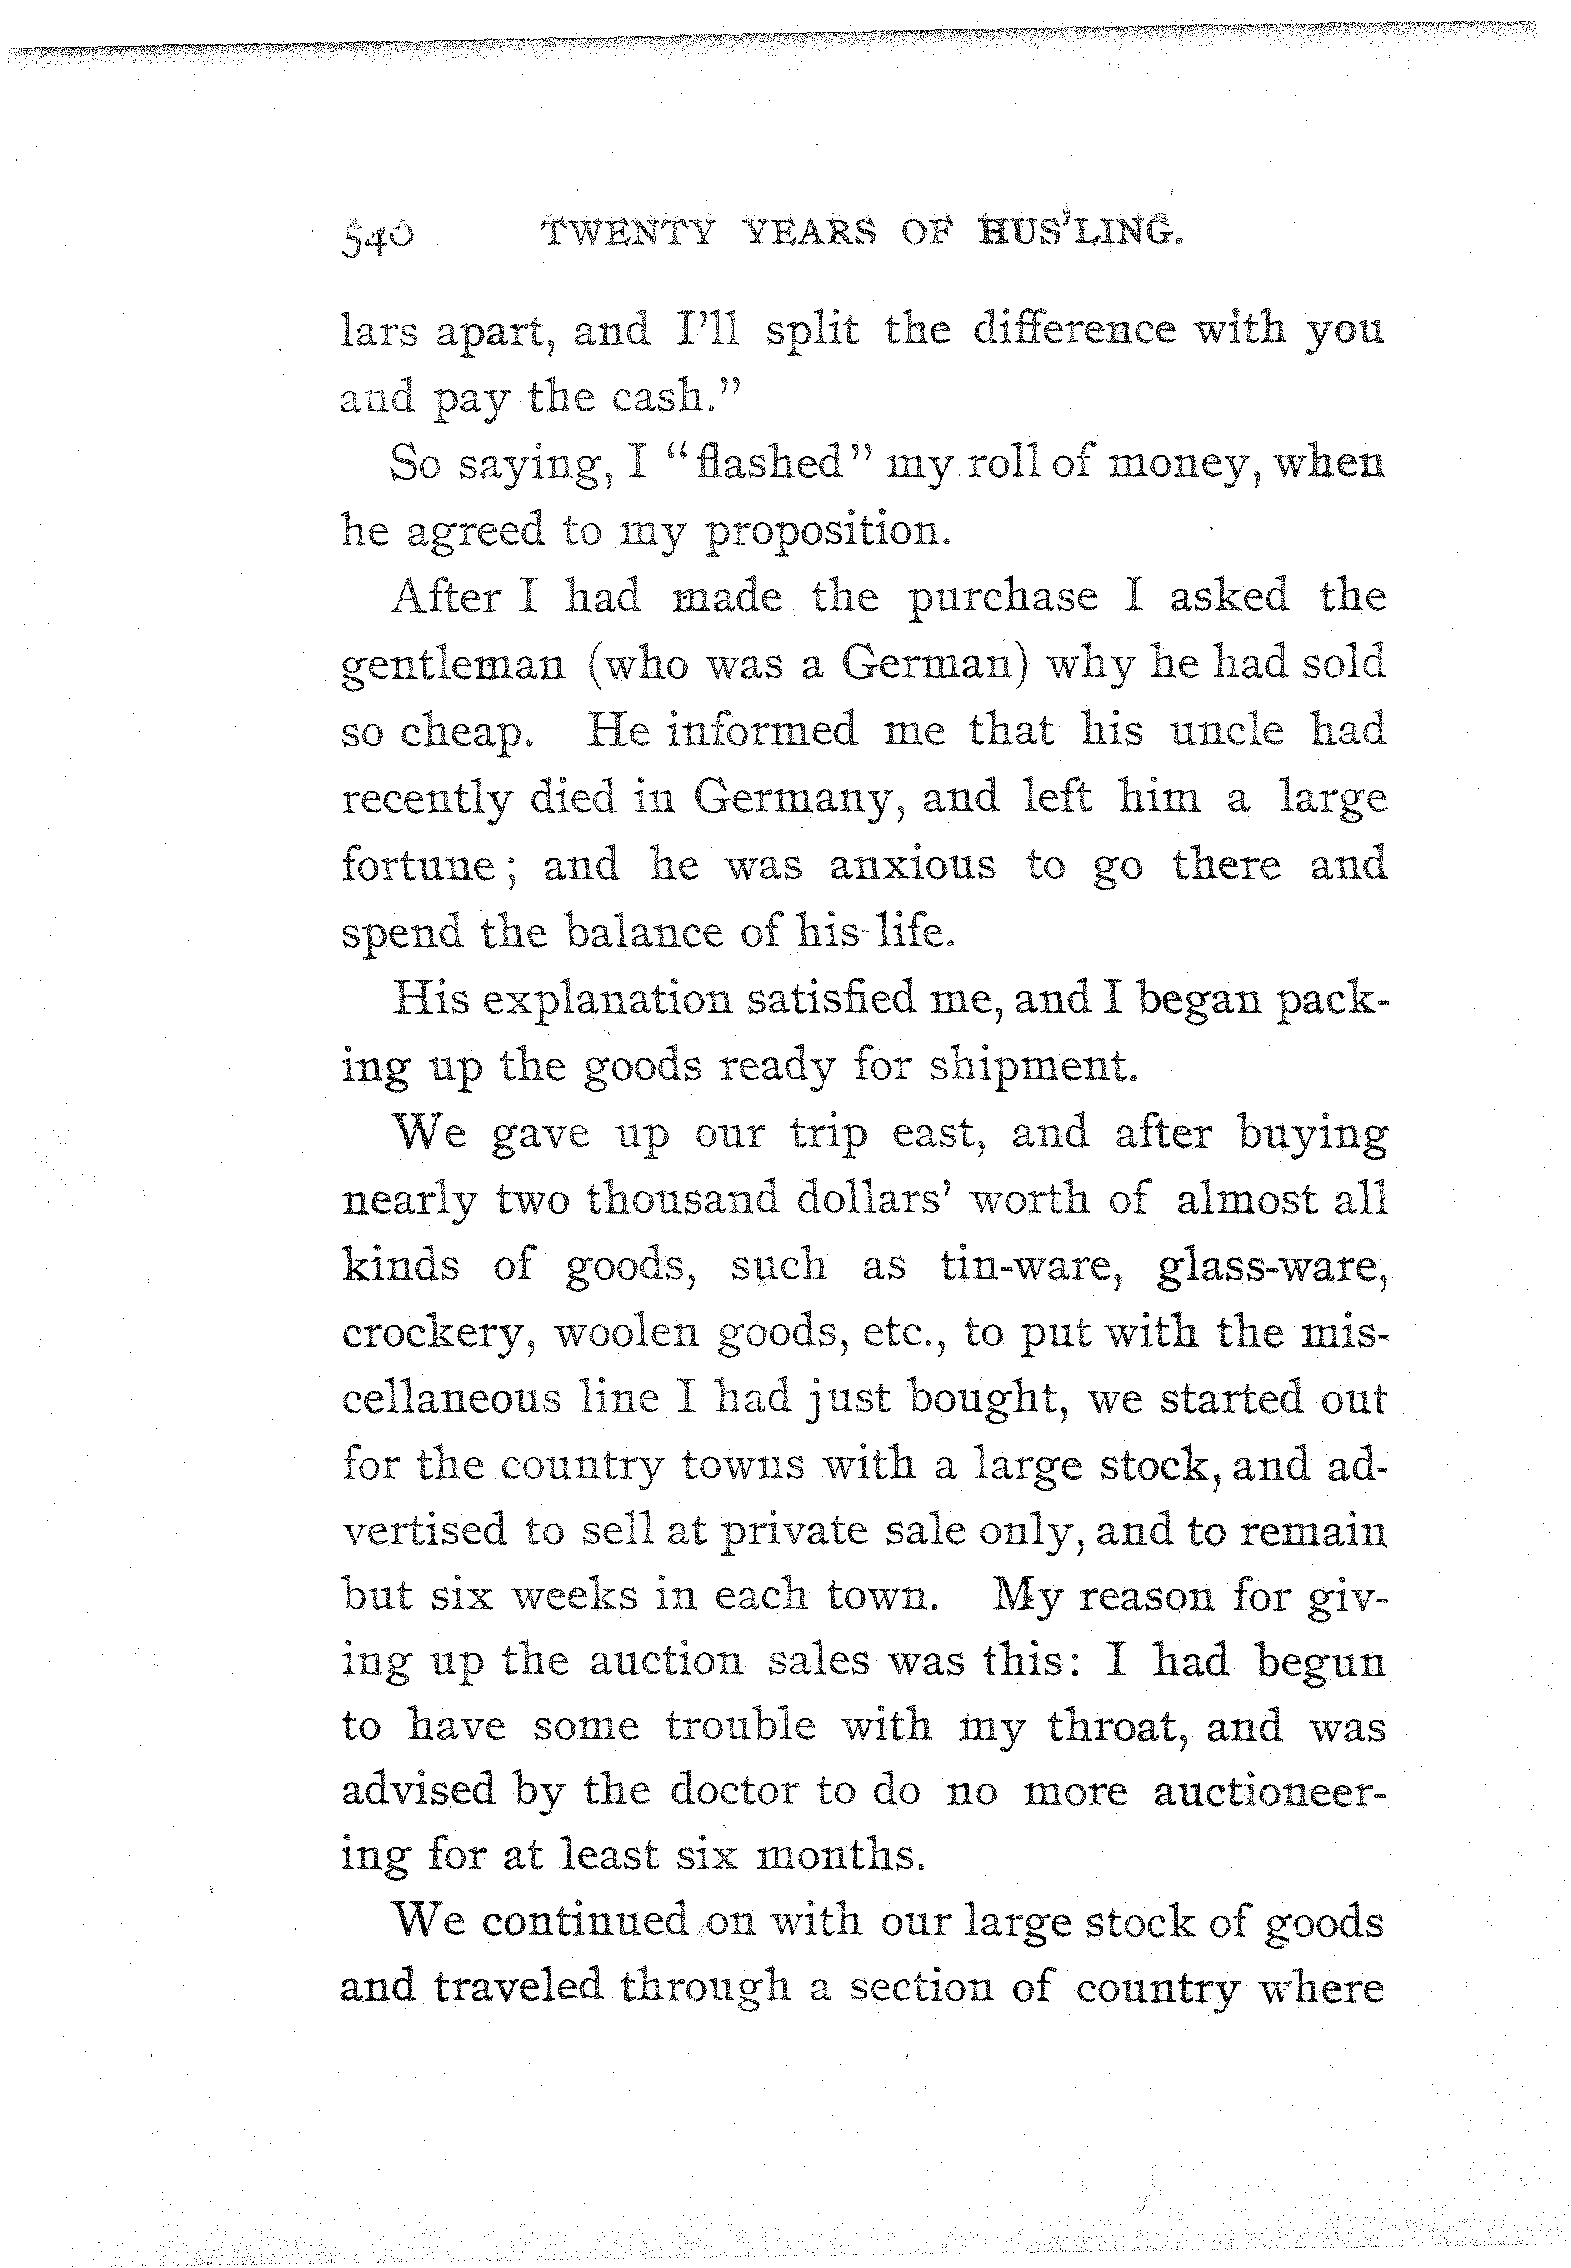 540 TWENTY YEARS OF HUS'LING.
lars apart, and I'll split the difference with you
and pay the cash."
So saying, I "flashed" my roll of money, when
he agreed to my proposition.
After I had made the purchase I asked the
gentleman (who was a German) why he had sold
so cheap. He informed me that his uncle had
recently died in Germany, and left him a large
fortune; and he was anxious to go there and
spend the balance of his life.
His explanation satisfied me, and I began pack-
ing up the goods ready for shipment.
We gave up our trip east, and after buying
nearly two thousand dollars' worth of almost all
kinds of goods, such as tin-ware, glass-ware,
crockery, woolen goods, etc., to put with the mis-
cellaneous line I had just bought, we started out
for the country towns with a large stock, and ad-
vertised to sell at private sale only, and to remain
but six weeks in each town. My reason for giv-
ing up the auction sales was this: I had begun
to have some trouble with my throat, and was
advised by the doctor to do no more auctioneer-
ing for at least six months.
We continued on with our large stock of goods
and traveled through a section of country where